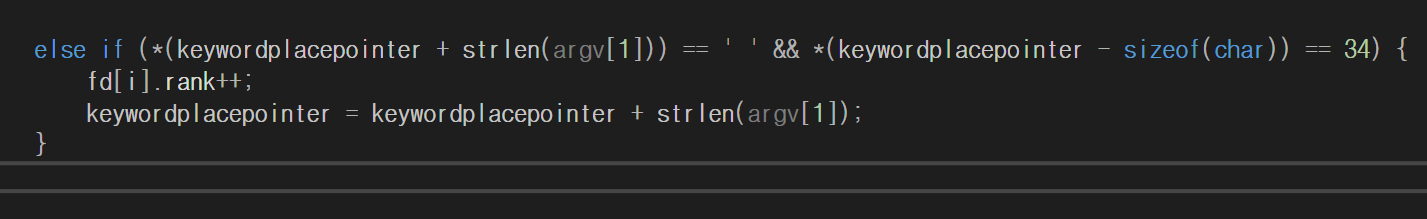 else if (*(keywordplacepointer + strlen(argv[1])) == ' ' && *(keywordplacepointer - sizeof(char)) == 34) {
    fd[i].rank++;
    keywordplacepointer = keywordplacepointer + strlen(argv[1]);
}